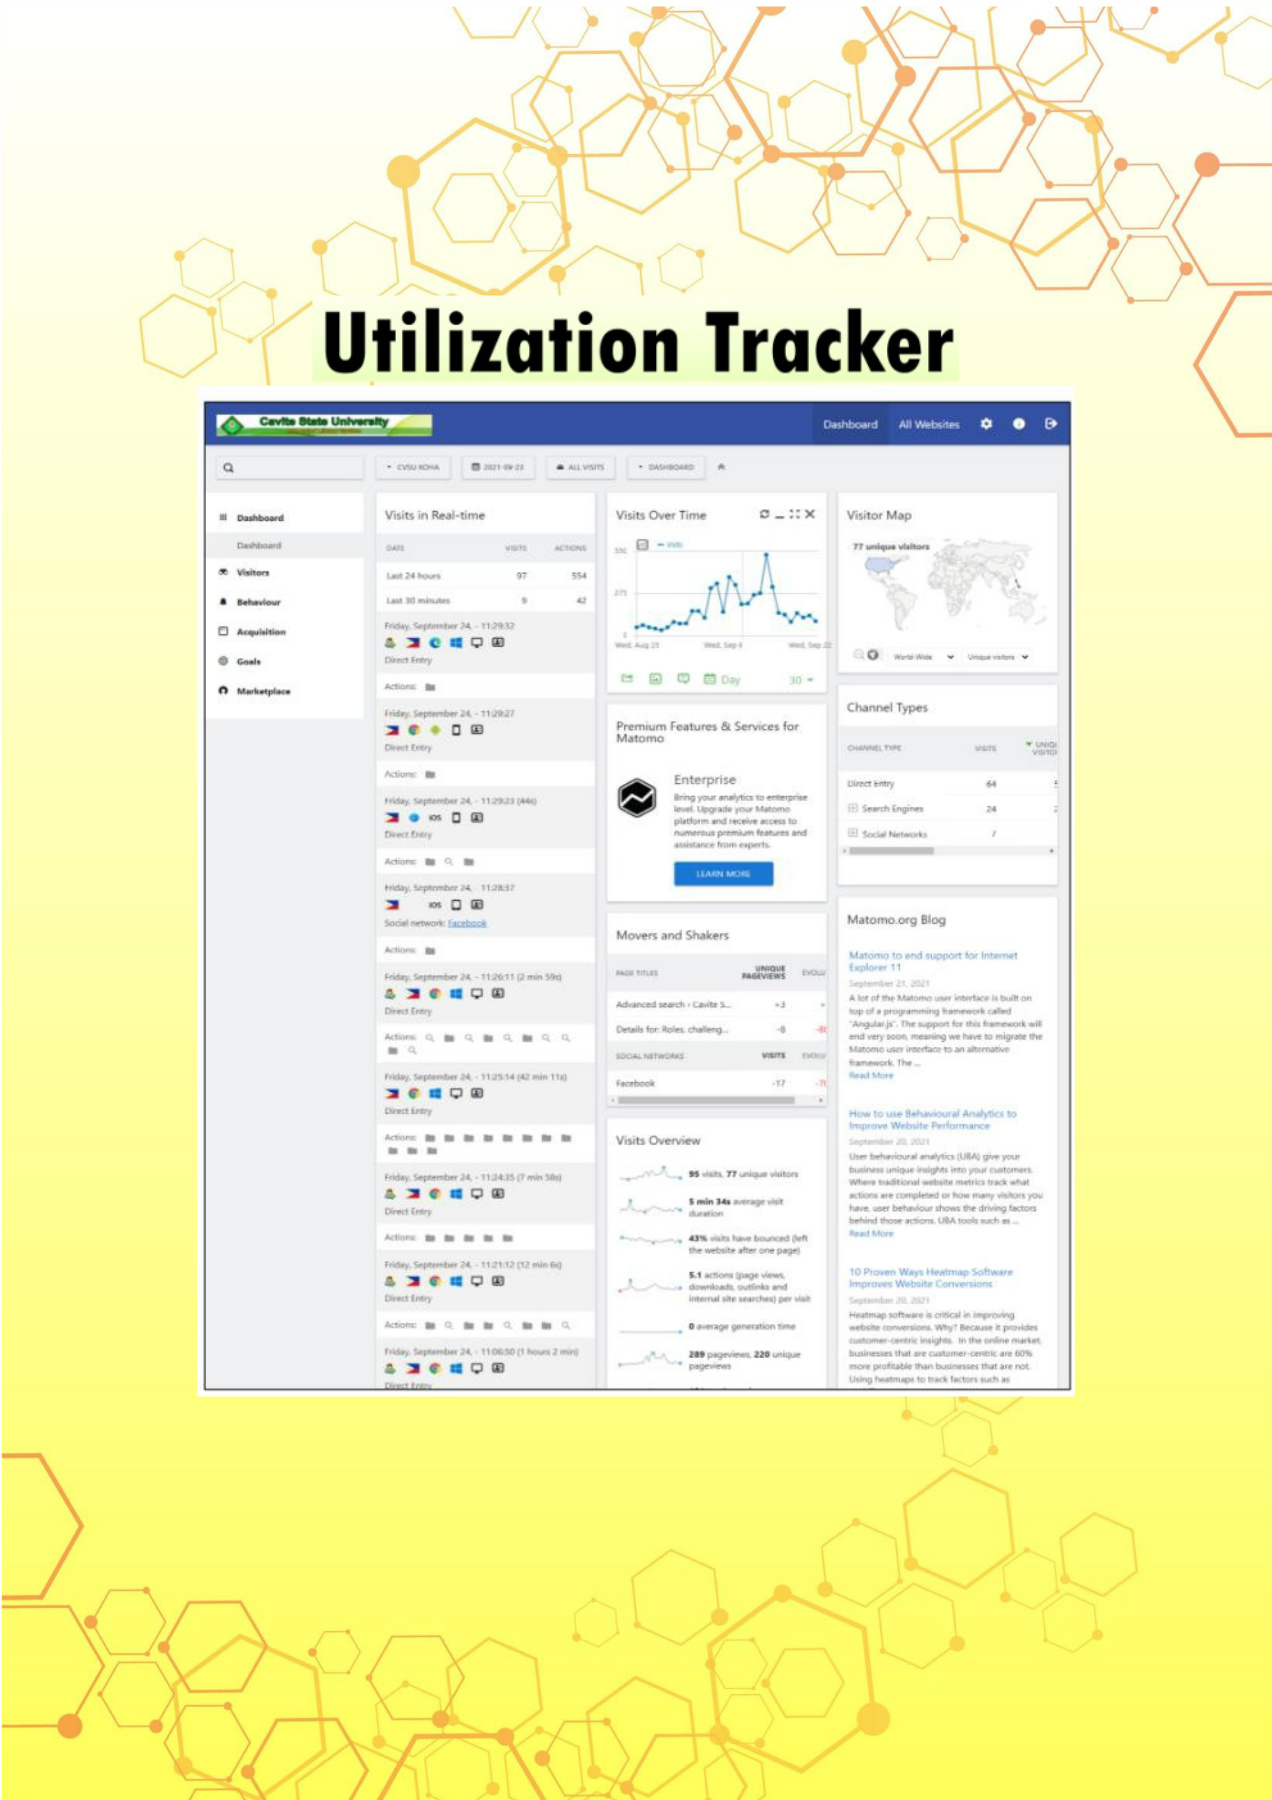 Utilization Tracker
Cavite State University
Dashboard All Websites
CVSU KOHA 2021-09-23 ALL VISITS DASHBOARD
Dashboard
Dashboard
Visitors
Behaviour
Acquisition
Goals
Marketplace
Visits in Real-time
DATE VISITS ACTIONS
Last 24 hours 97 554
Last 30 minutes 9 42
Friday, September 24, - 11:29:32
Direct Entry
Actions:
Friday, September 24, - 11:29:27
Direct Entry
Actions:
Friday, September 24, - 11:29:23 (44s)
iOS
Direct Entry
Actions:
Friday, September 24, - 11:28:37
iOS
Social network: Facebook
Actions:
Friday, September 24, - 11:26:11 (2 min 59s)
Direct Entry
Actions:
Friday, September 24, - 11:25:14 (42 min 11s)
Direct Entry
Actions:
Friday, September 24, - 11:24:35 (7 min 58s)
Direct Entry
Actions:
Friday, September 24, - 11:21:12 (12 min 6s)
Direct Entry
Actions:
Friday, September 24, - 11:06:50 (1 hours 2 min)
Direct Entry
Visits Over Time
Visits
550
275
0
Wed, Aug 25 Wed, Sep 8 Wed, Sep 22
Day 30
Premium Features & Services for
Matomo
Enterprise
Bring your analytics to enterprise
level. Upgrade your Matomo
platform and receive access to
numerous premium features and
assistance from experts.
LEARN MORE
Movers and Shakers
PAGE TITLES UNIQUE PAGEVIEWS EVOLU
Advanced search - Cavite S... +3 +
Details for: Roles, challeng... -8
SOCIAL NETWORKS VISITS EVOLU
Facebook -17
Visits Overview
95 visits, 77 unique visitors
5 min 34s average visit
duration
43% visits have bounced (left
the website after one page)
5.1 actions (page views,
downloads, outlinks and
internal site searches) per visit
0 average generation time
289 pageviews, 220 unique
pageviews
Visitor Map
77 unique visitors
World-Wide Unique visitors
Channel Types
CHANNEL TYPE VISITS UNIQU VISITO
Direct Entry 64
Search Engines 24
Social Networks 7
Matomo.org Blog
Matomo to end support for Internet
Explorer 11
September 21, 2021
A lot of the Matomo user interface is built on
top of a programming framework called
"AngularJs". The support for this framework will
end very soon, meaning we have to migrate the
Matomo user interface to an alternative
framework. The ...
Read More
How to use Behavioural Analytics to
Improve Website Performance
September 20, 2021
User behavioural analytics (UBA) give your
business unique insights into your customers.
Where traditional website metrics track what
actions are completed or how many visitors you
have, user behaviour shows the driving factors
behind those actions. UBA tools such as ...
Read More
10 Proven Ways Heatmap Software
Improves Website Conversions
September 20, 2021
Heatmap software is critical in improving
website conversions. Why? Because it provides
customer-centric insights. In the online market,
businesses that are customer-centric are 60%
more profitable than businesses that are not.
Using heatmaps to track factors such as